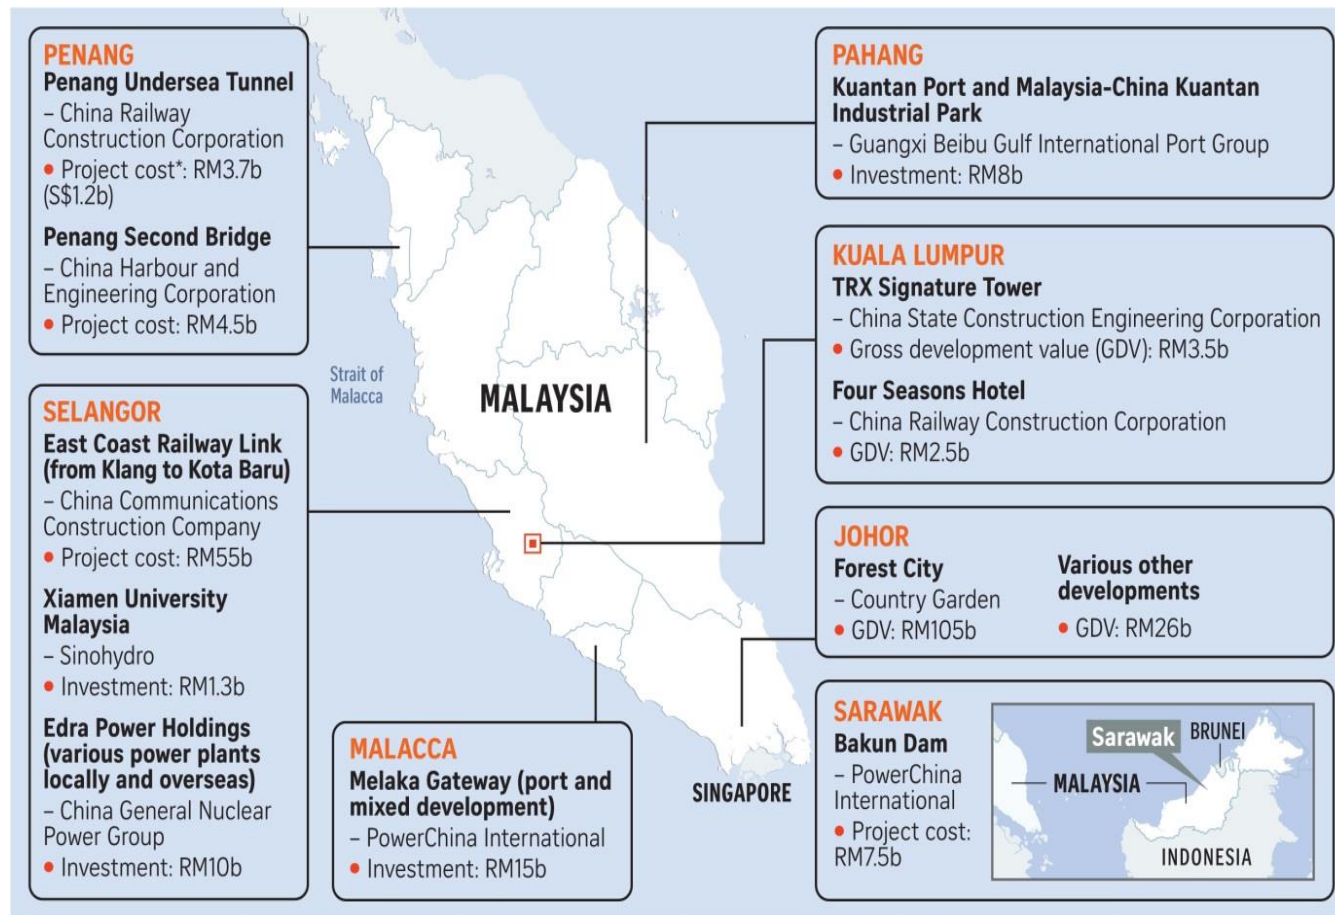 PENANG
Penang Undersea Tunnel
– China Railway
Construction Corporation
• Project cost*: RM3.7b
(S$1.2b)
Penang Second Bridge
– China Harbour and
Engineering Corporation
• Project cost: RM4.5b
SELANGOR
East Coast Railway Link
(from Klang to Kota Baru)
– China Communications
Construction Company
• Project cost: RM55b
Xiamen University
Malaysia
– Sinohydro
• Investment: RM1.3b
Edra Power Holdings
(various power plants
locally and overseas)
– China General Nuclear
Power Group
• Investment: RM10b
Strait of
Malacca
MALAYSIA
MALACCA
Melaka Gateway (port and
mixed development)
– PowerChina International
• Investment: RM15b
SINGAPORE
PAHANG
Kuantan Port and Malaysia-China Kuantan
Industrial Park
– Guangxi Beibu Gulf International Port Group
• Investment: RM8b
KUALA LUMPUR
TRX Signature Tower
– China State Construction Engineering Corporation
• Gross development value (GDV): RM3.5b
Four Seasons Hotel
– China Railway Construction Corporation
• GDV: RM2.5b
JOHOR
Forest City
– Country Garden
• GDV: RM105b
Various other
developments
• GDV: RM26b
SARAWAK
Bakun Dam
– PowerChina
International
• Project cost:
RM7.5b
Sarawak
BRUNEI
MALAYSIA
INDONESIA